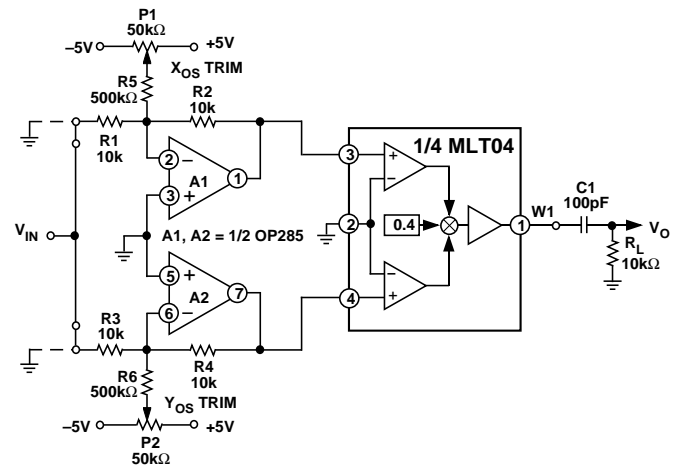 P1
50kΩ
–5V
+5V
XOS TRIM
R5
500kΩ
R2
10k
R1
10k
2
–
1
A1
3
+
VIN
A1, A2 = 1/2 OP285
5
+
A2
7
6
–
R3
10k
R4
10k
R6
500kΩ
YOS TRIM
–5V
+5V
P2
50kΩ
1/4 MLT04
3
+
–
2
0.4
1
W1
C1
100pF
VO
RL
10kΩ
–
+
4